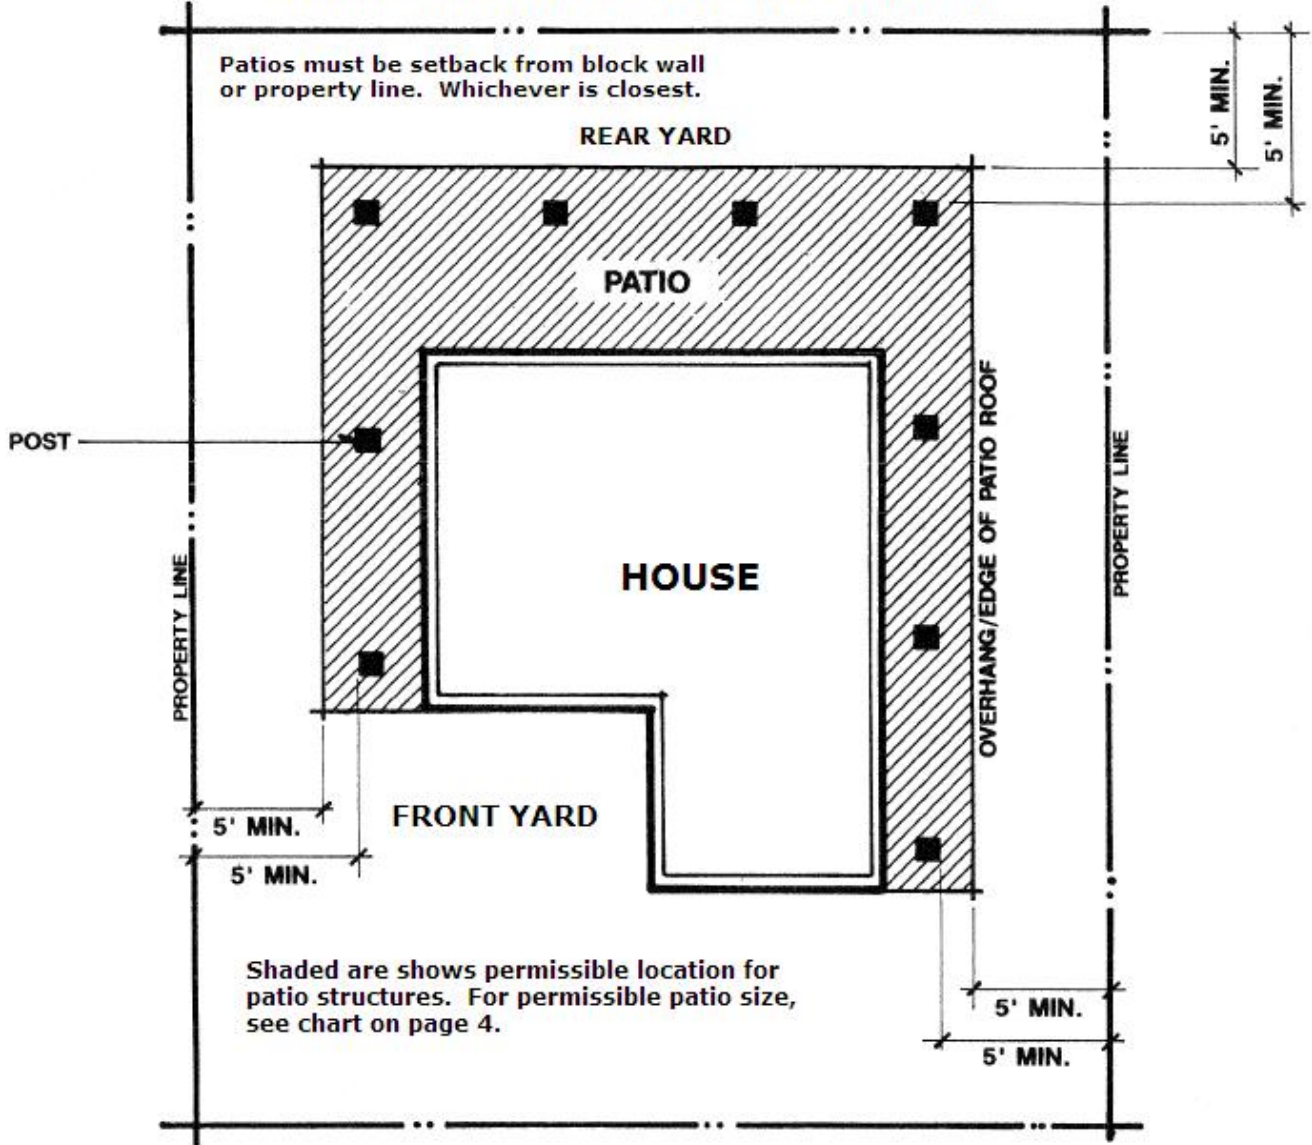 Patios must be setback from block wall
or property line.  Whichever is closest.
REAR YARD
5' MIN.
5' MIN.
PATIO
POST
HOUSE
OVERHANG/EDGE OF PATIO ROOF
PROPERTY LINE
PROPERTY LINE
5' MIN.
5' MIN.
FRONT YARD
Shaded are shows permissible location for
patio structures.  For permissible patio size,
see chart on page 4.
5' MIN.
5' MIN.